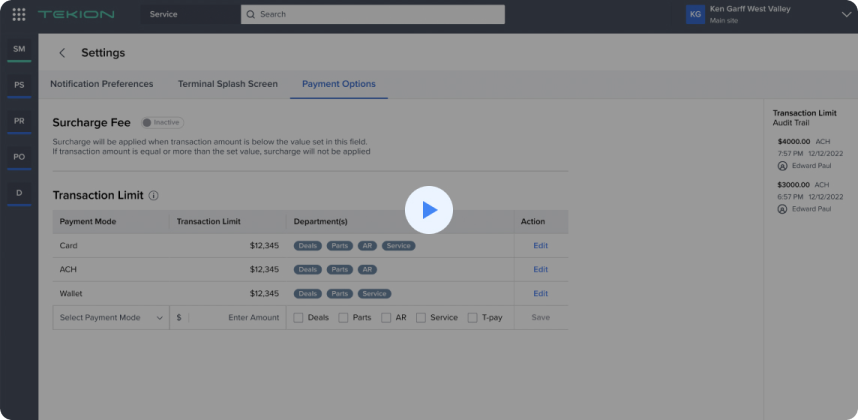 TEKION
Service
Search
KG
Ken Garff West Valley
Main site
SM
PS
PR
PO
D
Settings
Notification Preferences
Terminal Splash Screen
Payment Options
Surcharge Fee
Inactive
Surcharge will be applied when transaction amount is below the value set in this field.
If transaction amount is equal or more than the set value, surcharge will not be applied
Transaction Limit
Payment Mode Transaction Limit Department(s) Action
Card $12,345 Deals Parts AR Service Edit
ACH $12,345 Deals Parts AR Edit
Wallet $12,345 Deals Parts Service Edit
Select Payment Mode $ Enter Amount Deals Parts AR Service T-pay Save
Transaction Limit
Audit Trail
$4000.00 ACH
7:57 PM 12/12/2022
Edward Paul
$3000.00 ACH
6:57 PM 12/12/2022
Edward Paul